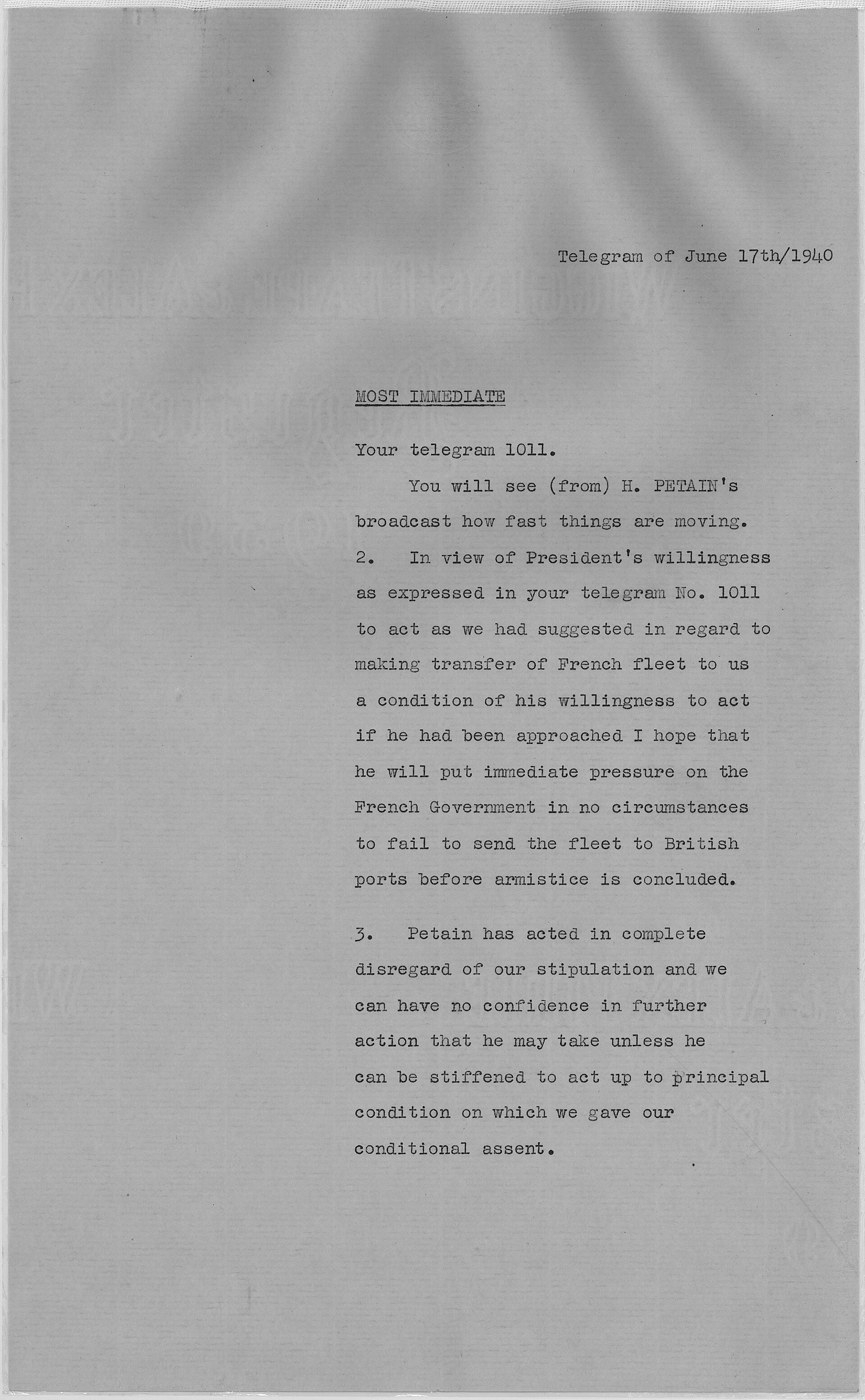 Telegram of June 17th/1940
MOST IMMEDIATE
Your telegram 1011.
You will see (from) H. PETAIN's
broadcast how fast things are moving.
2. In view of President's willingness
as expressed in your telegram No. 1011
to act as we had suggested in regard to
making transfer of French fleet to us
a condition of his willingness to act
if he had been approached I hope that
he will put immediate pressure on the
French Government in no circumstances
to fail to send the fleet to British
ports before armistice is concluded.
3. Petain has acted in complete
disregard of our stipulation and we
can have no confidence in further
action that he may take unless he
can be stiffened to act up to principal
condition on which we gave our
conditional assent.